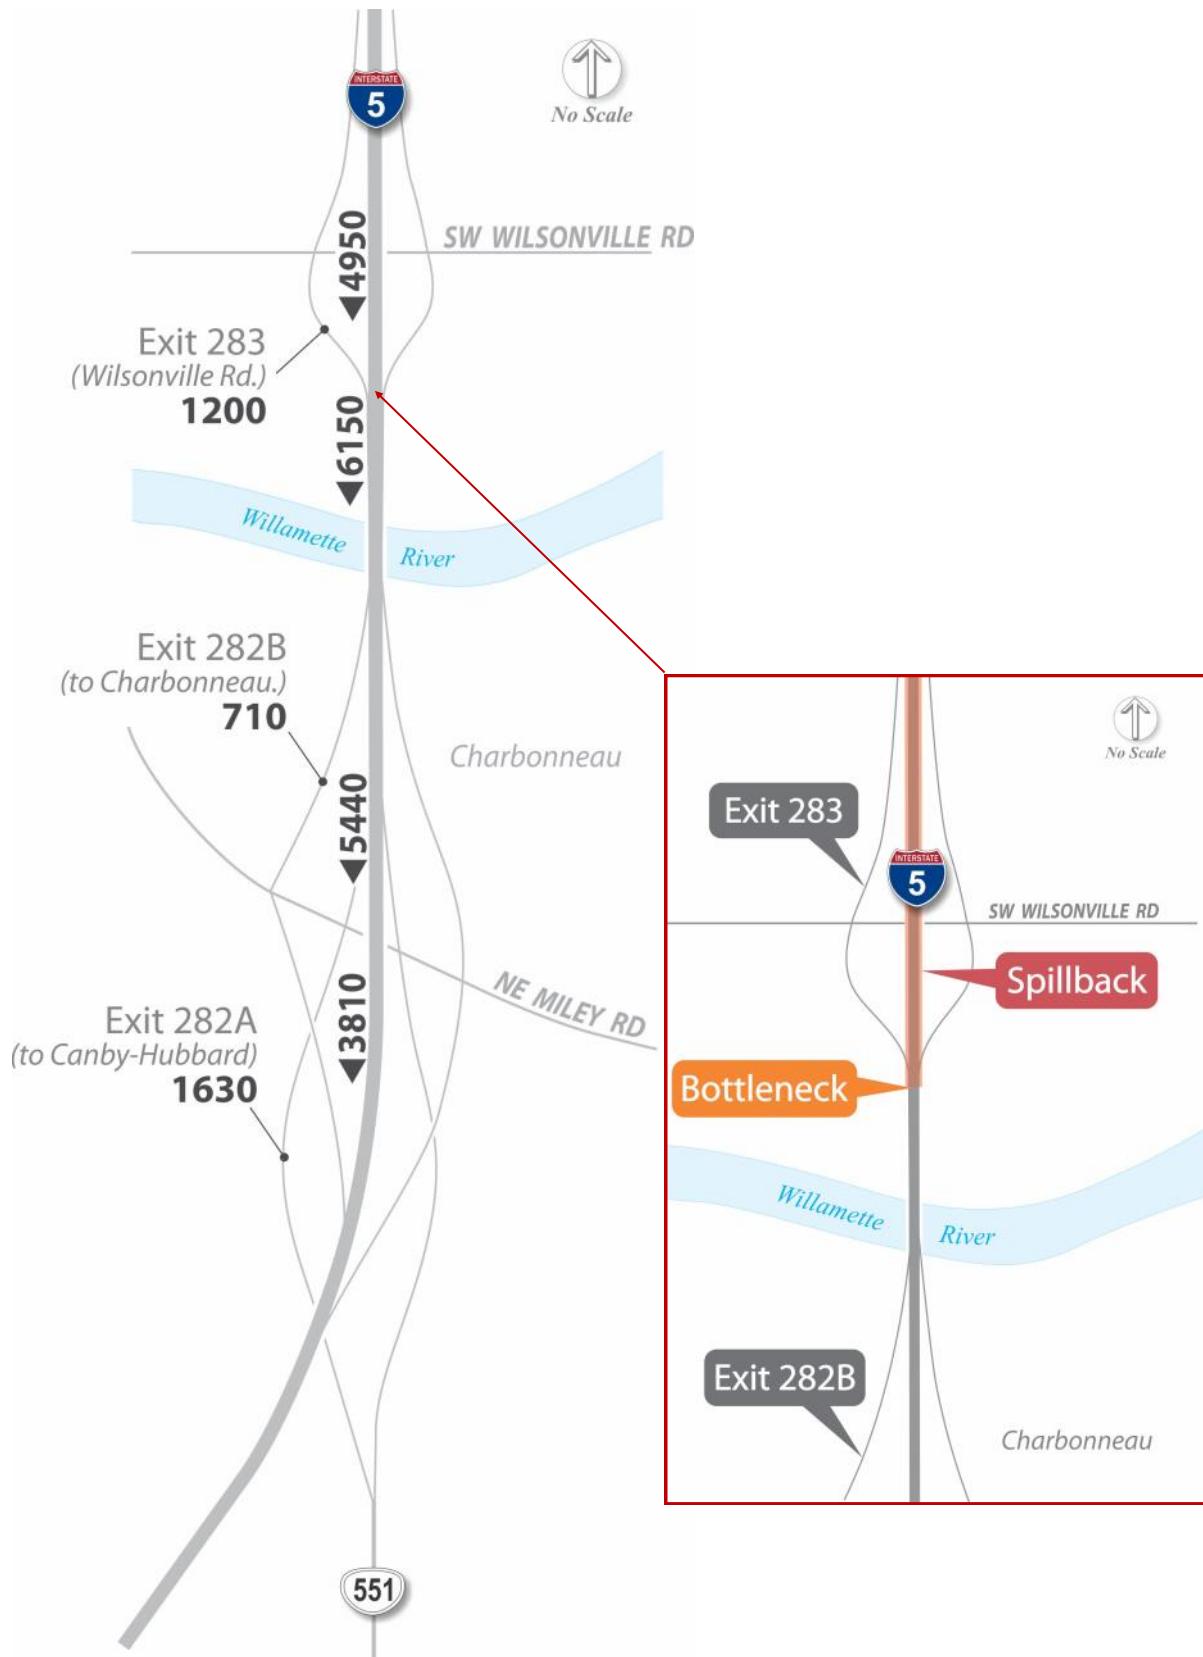 INTERSTATE
5
No Scale
4950
SW WILSONVILLE RD
Exit 283
(Wilsonville Rd.)
1200
6150
Willamette
River
Exit 282B
(to Charbonneau.)
710
Charbonneau
5440
NE MILEY RD
3810
Exit 282A
(to Canby-Hubbard)
1630
551
No Scale
Exit 283
INTERSTATE
5
SW WILSONVILLE RD
Spillback
Bottleneck
Willamette
River
Exit 282B
Charbonneau